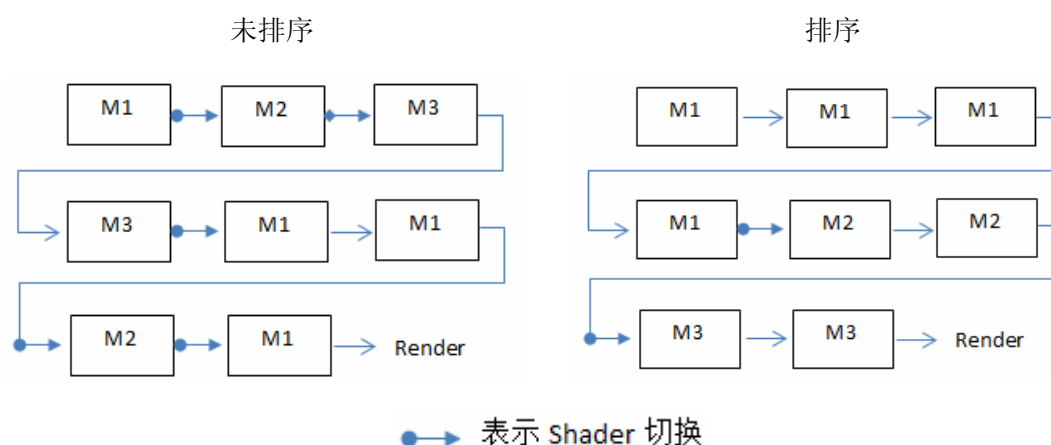 未排序
M1 M2 M3
M3 M1 M1
M2 M1 Render
排序
M1 M1 M1
M1 M2 M2
M3 M3 Render
表示 Shader 切换